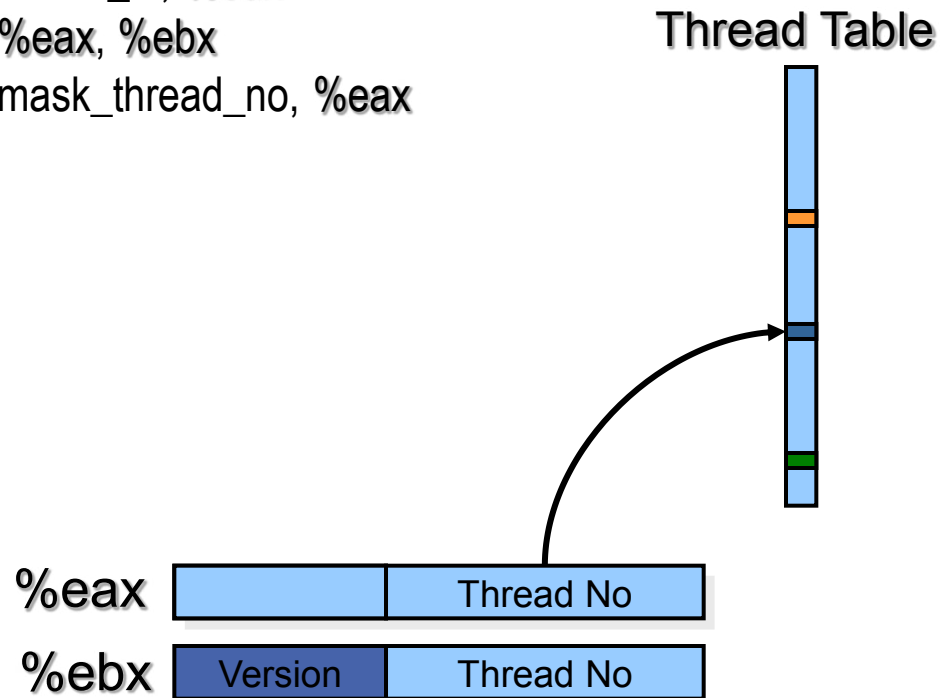 %eax, %ebx
mask_thread_no, %eax
Thread Table
%eax Thread No
%ebx Version Thread No